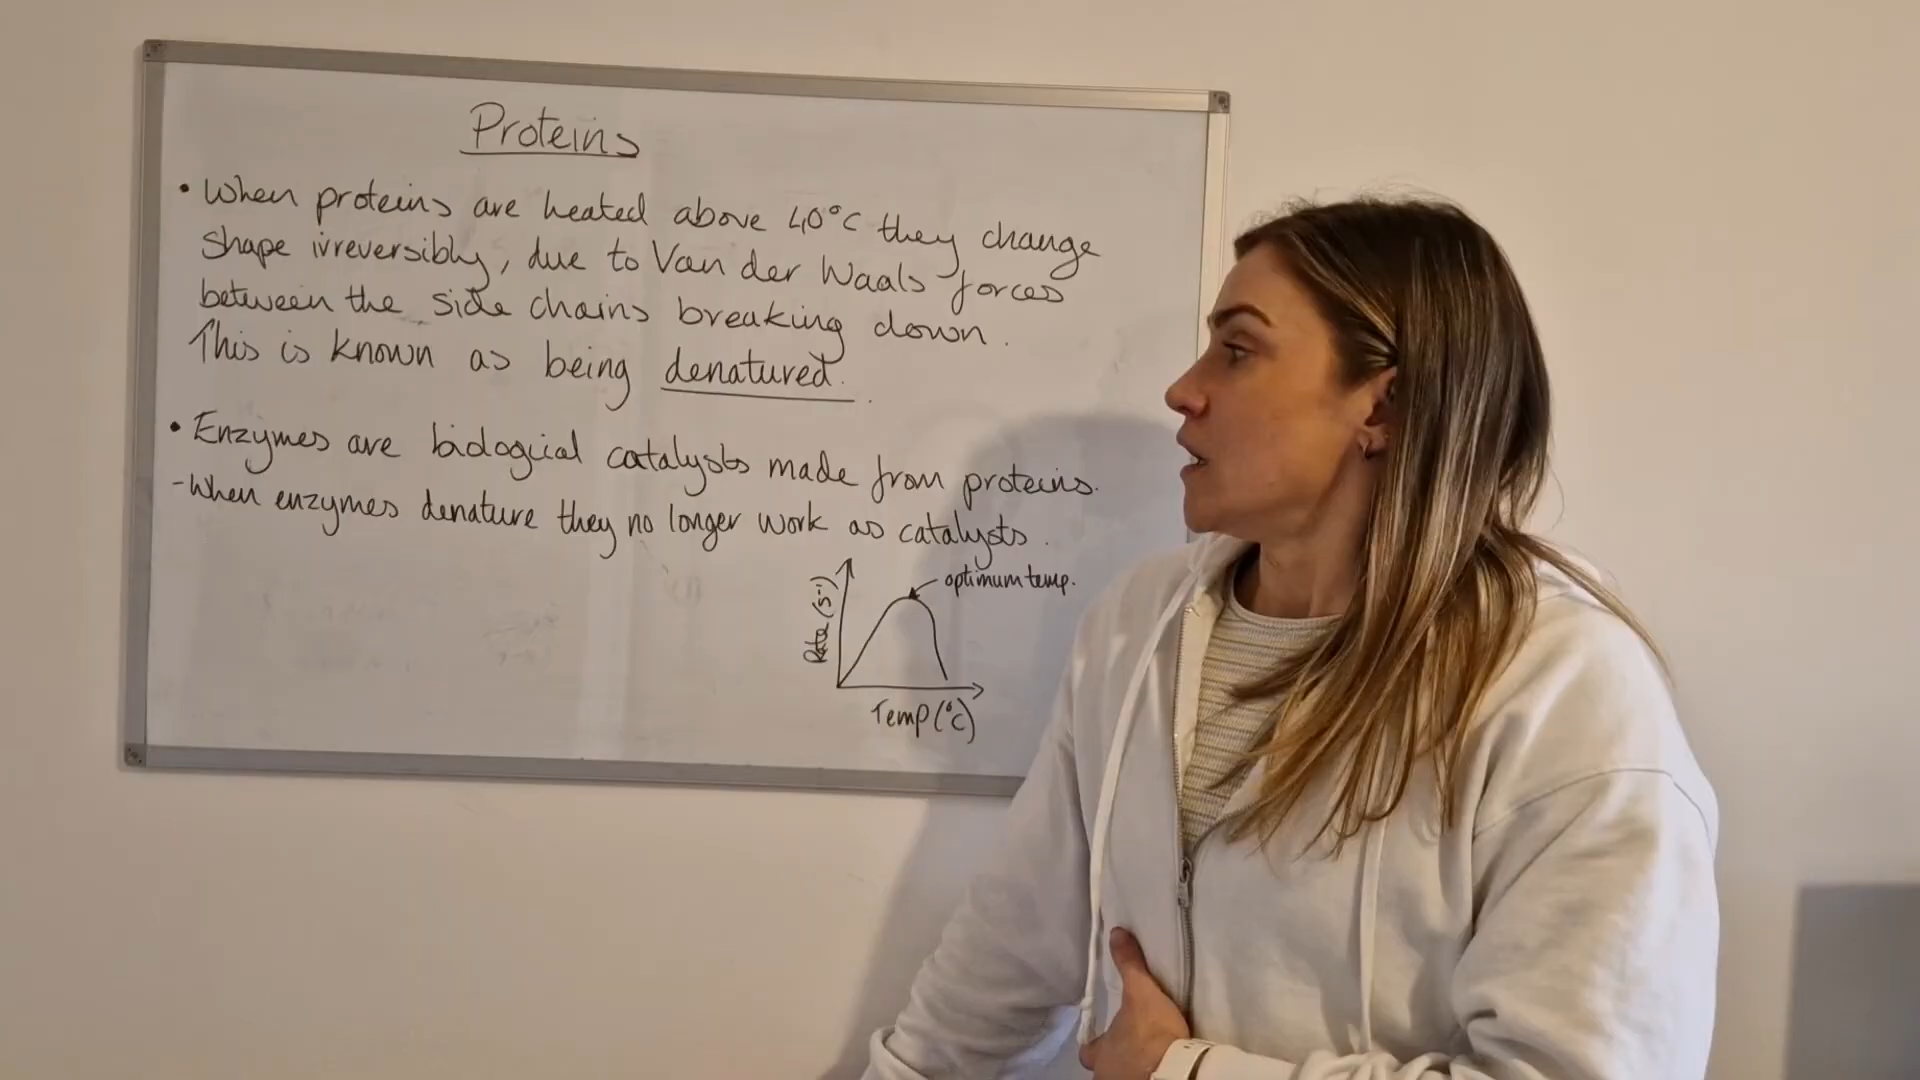 Proteins
• When proteins are heated above 40°C they change
shape irreversibly, due to Van der Waals forces
between the side chains breaking down.
This is known as being denatured.
• Enzymes are biological catalysts made from proteins.
- When enzymes denature they no longer work as catalysts.
optimum temp.
Rate (s⁻¹)
Temp (°C)